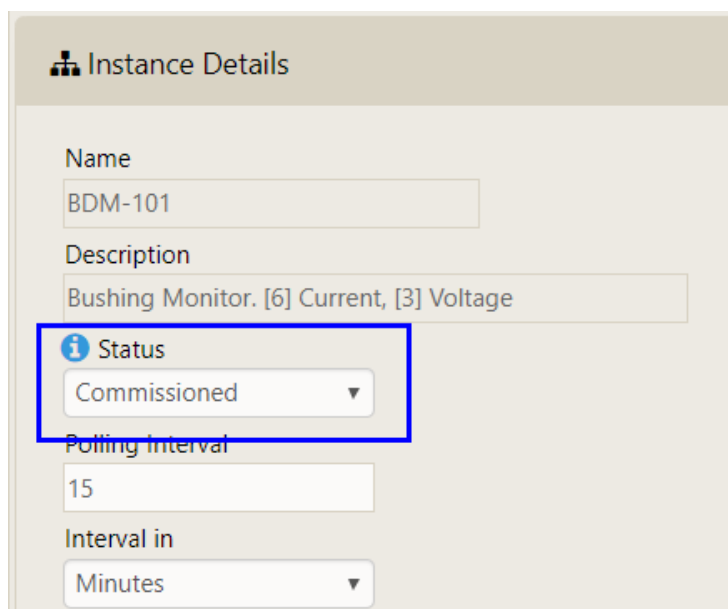 Instance Details
Name
BDM-101
Description
Bushing Monitor. [6] Current, [3] Voltage
Status
Commissioned
Polling Interval
15
Interval in
Minutes